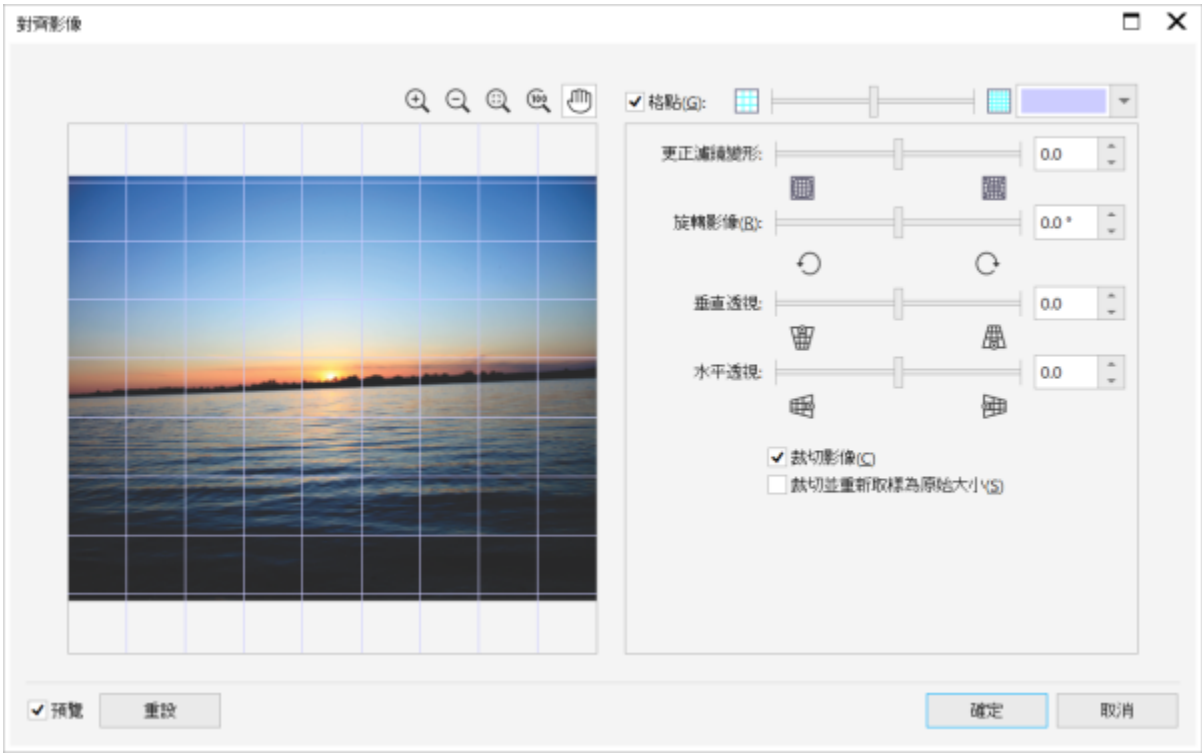 對齊影像
100
格點(G):
更正濾鏡變形: 0.0
旋轉影像(R): 0.0 °
垂直透視: 0.0
水平透視: 0.0
裁切影像(C)
裁切並重新取樣為原始大小(S)
預覽 重設 確定 取消